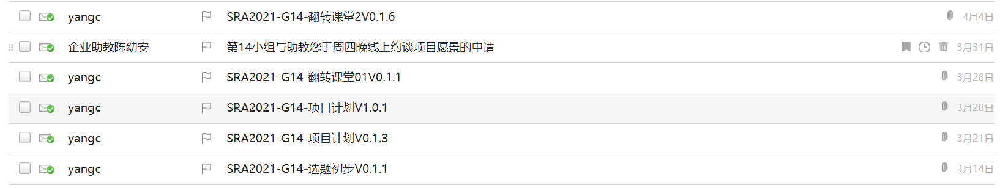 yangc SRA2021-G14-翻转课堂2V0.1.6 4月4日
企业助教陈幼安 第14小组与助教您于周四晚线上约谈项目愿景的申请 3月31日
yangc SRA2021-G14-翻转课堂01V0.1.1 3月28日
yangc SRA2021-G14-项目计划V1.0.1 3月28日
yangc SRA2021-G14-项目计划V0.1.3 3月21日
yangc SRA2021-G14-选题初步V0.1.1 3月14日